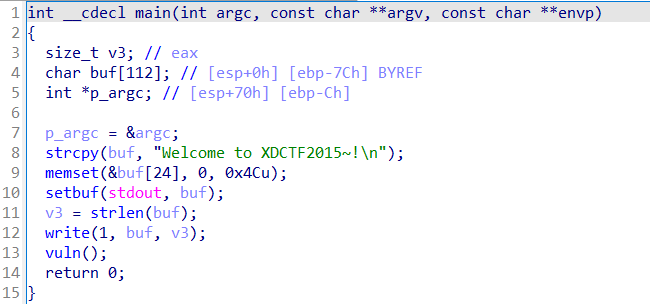 1 int __cdecl main(int argc, const char **argv, const char **envp)
2 {
3 size_t v3; // eax
4 char buf[112]; // [esp+0h] [ebp-7Ch] BYREF
5 int *p_argc; // [esp+70h] [ebp-Ch]
6
7 p_argc = &argc;
8 strcpy(buf, "Welcome to XDCTF2015~!\n");
9 memset(&buf[24], 0, 0x4Cu);
10 setbuf(stdout, buf);
11 v3 = strlen(buf);
12 write(1, buf, v3);
13 vuln();
14 return 0;
15 }